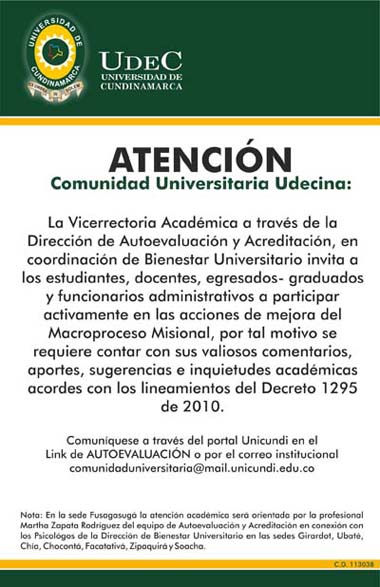 UNIVERSIDAD DE
CUNDINAMARCA
UDEC
UNIVERSIDAD DE
CUNDINAMARCA
ATENCIÓN
Comunidad Universitaria Udecina:
La Vicerrectoria Académica a través de la
Dirección de Autoevaluación y Acreditación, en
coordinación de Bienestar Universitario invita a
los estudiantes, docentes, egresados- graduados
y funcionarios administrativos a participar
activamente en las acciones de mejora del
Macroproceso Misional, por tal motivo se
requiere contar con sus valiosos comentarios,
aportes, sugerencias e inquietudes académicas
acordes con los lineamientos del Decreto 1295
de 2010.
Comuníquese a través del portal Unicundi en el
Link de AUTOEVALUACIÓN o por el correo institucional
comunidaduniversitaria@mail.unicundi.edu.co
Nota: En la sede Fusagasugá la atención académica será orientada por la profesional
Martha Zapata Rodríguez del equipo de Autoevaluación y Acreditación en conexión con
los Psicólogos de la Dirección de Bienestar Universitario en las sedes Girardot, Ubaté,
Chía, Chocontá, Facatativá, Zipaquirá y Soacha.
C.D. 113038